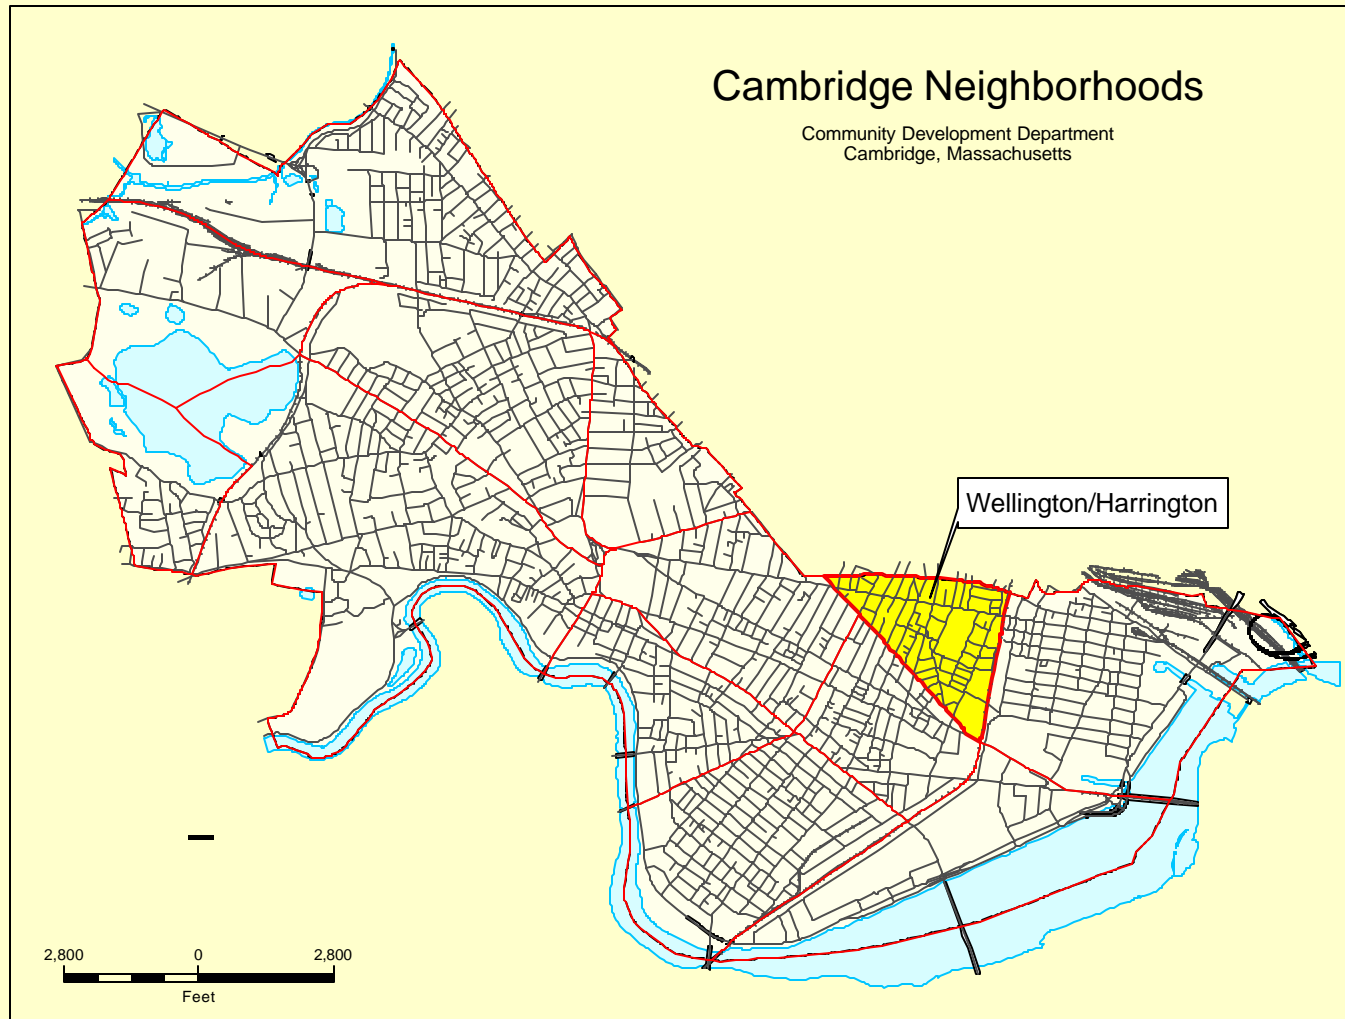 Cambridge Neighborhoods
Community Development Department
Cambridge, Massachusetts
Wellington/Harrington
2,800 0 2,800
Feet